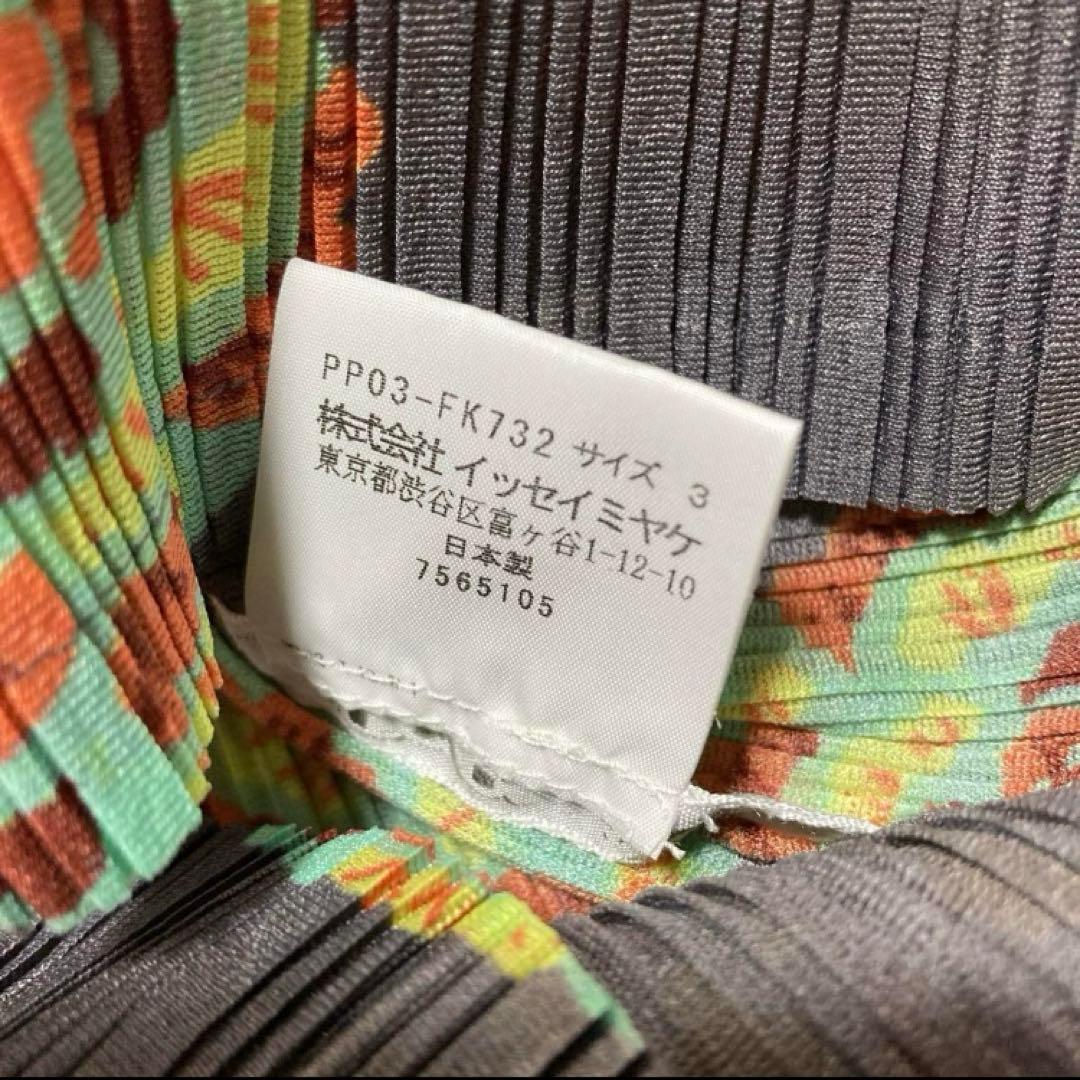 PP03-FK732 サイズ 3
株式会社 イッセイミヤケ
東京都渋谷区富ヶ谷1-12-10
日本製
7565105